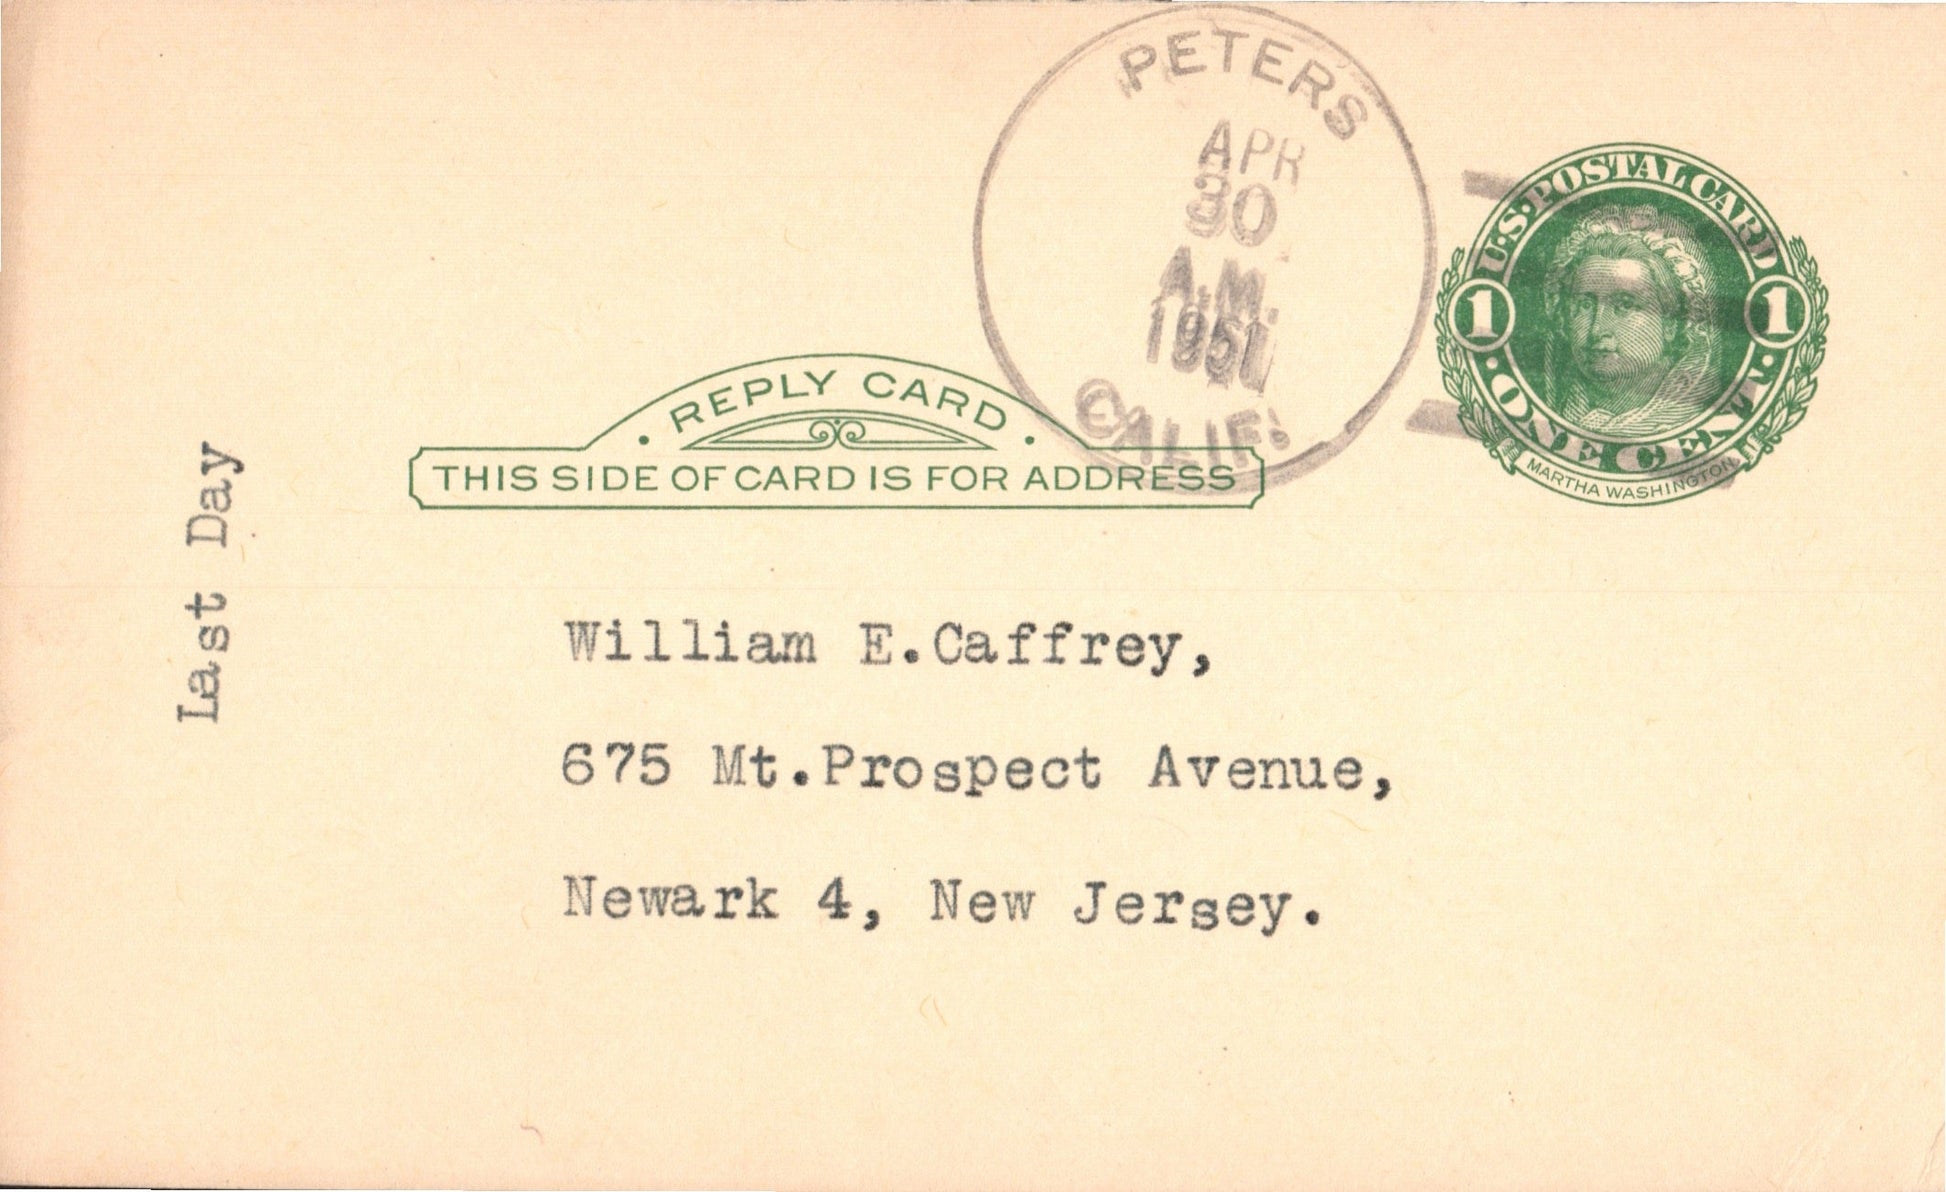 PETERS
APR
30
A.M.
1951
CALIF.
U.S. POSTAL CARD
1 1
· ONE CENT ·
MARTHA WASHINGTON
· REPLY CARD ·
THIS SIDE OF CARD IS FOR ADDRESS
Last Day
William E.Caffrey,
675 Mt.Prospect Avenue,
Newark 4, New Jersey.